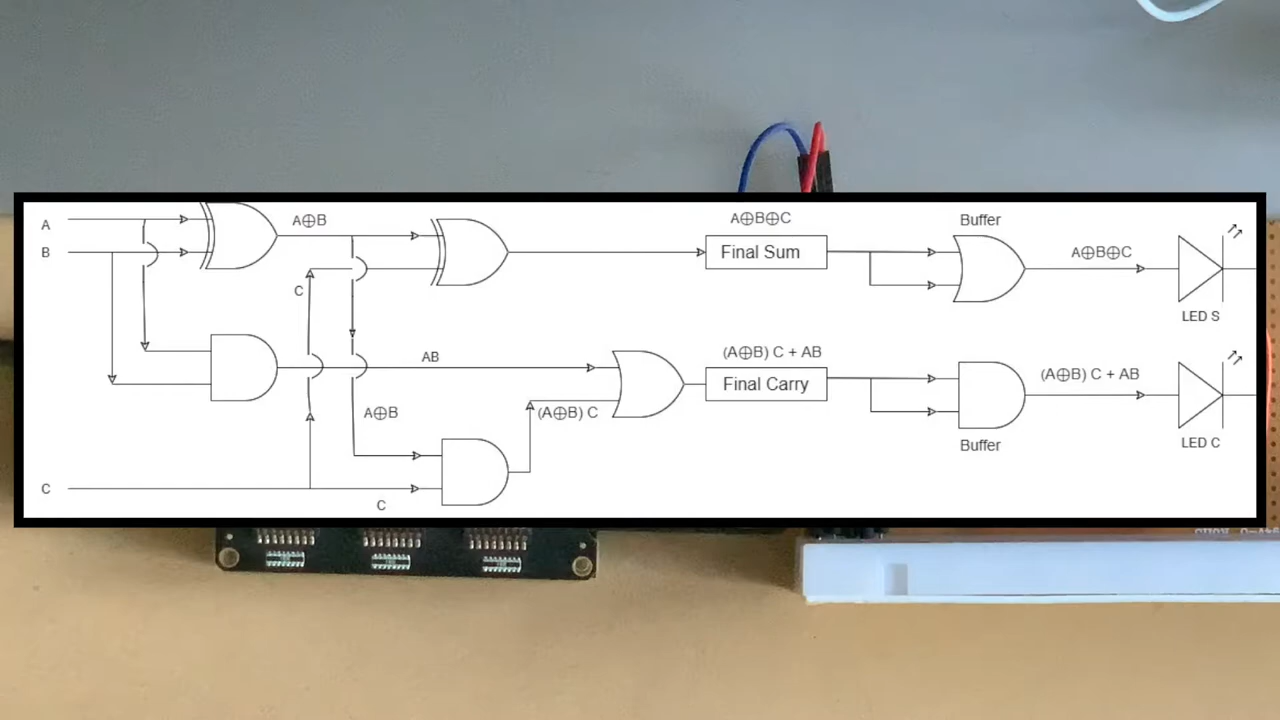 A
B
A⊕B
C
AB
A⊕B
(A⊕B) C
C
C
A⊕B⊕C
Final Sum
(A⊕B) C + AB
Final Carry
Buffer
A⊕B⊕C
LED S
(A⊕B) C + AB
Buffer
LED C